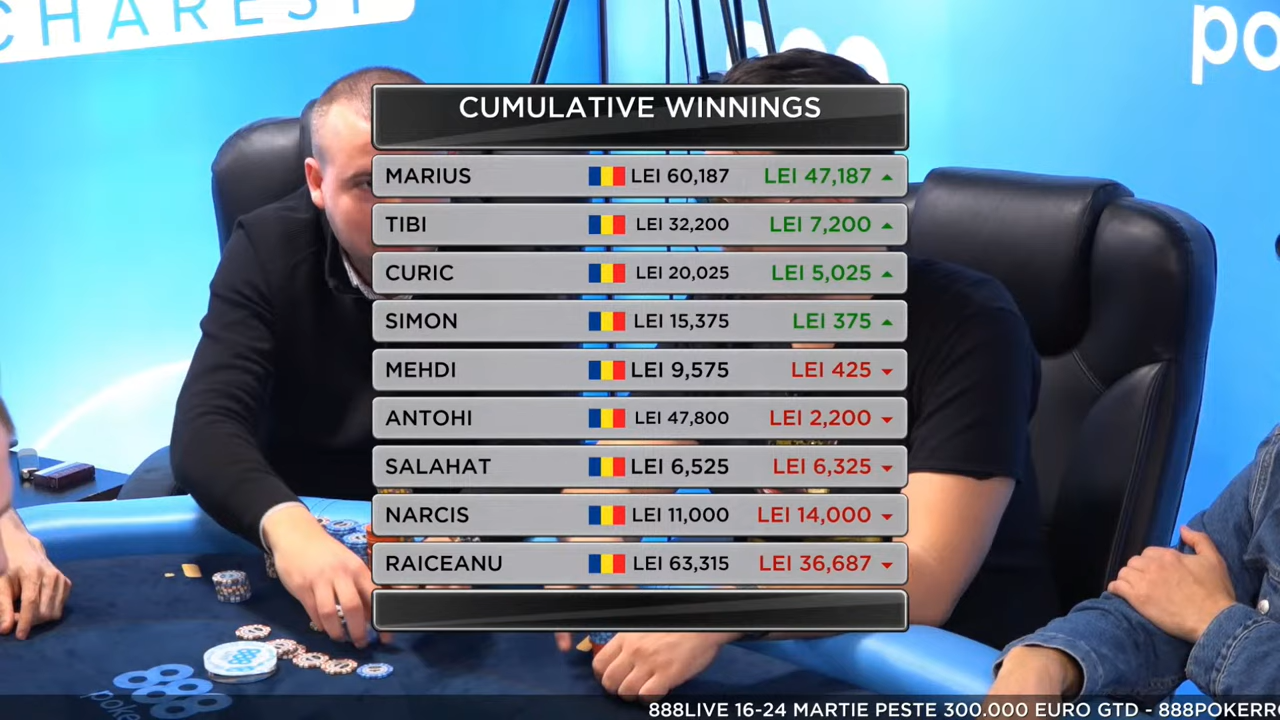 CHAREST
po
CUMULATIVE WINNINGS
MARIUS LEI 60,187 LEI 47,187
TIBI LEI 32,200 LEI 7,200
CURIC LEI 20,025 LEI 5,025
SIMON LEI 15,375 LEI 375
MEHDI LEI 9,575 LEI 425
ANTOHI LEI 47,800 LEI 2,200
SALAHAT LEI 6,525 LEI 6,325
NARCIS LEI 11,000 LEI 14,000
RAICEANU LEI 63,315 LEI 36,687
888
poke
888LIVE 16-24 MARTIE PESTE 300.000 EURO GTD - 888POKERR